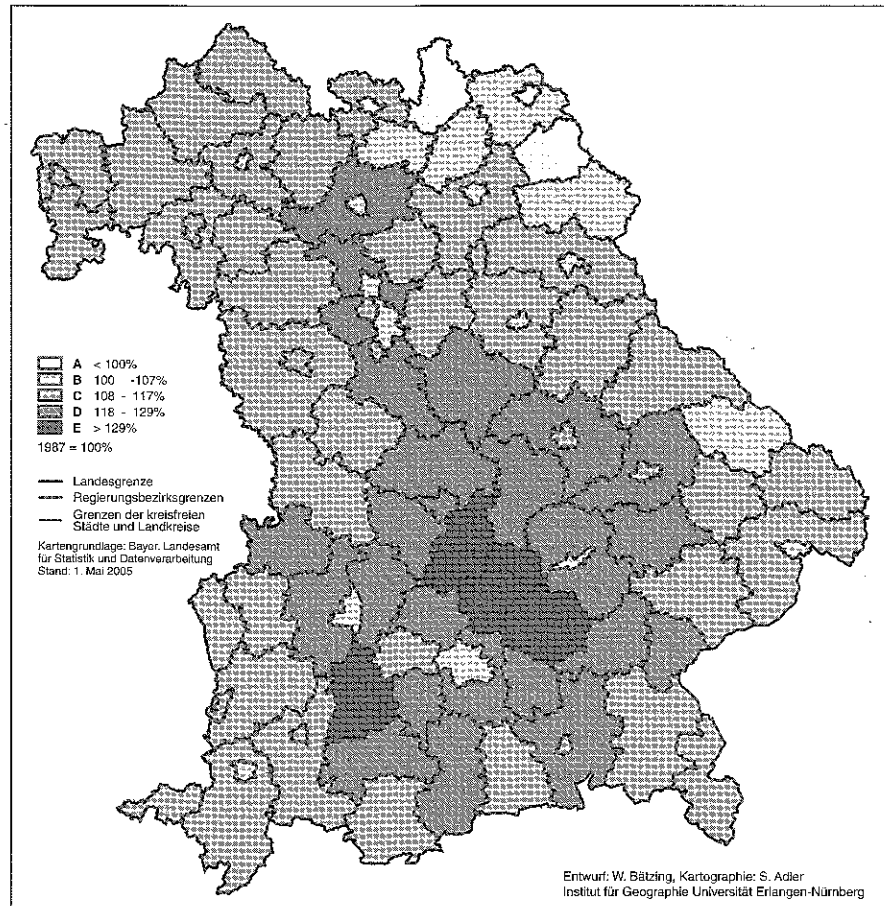 A < 100%
B 100 -107%
C 108 - 117%
D 118 - 129%
E > 129%
1987 = 100%
Landesgrenze
Regierungsbezirksgrenzen
Grenzen der kreisfreien
Städte und Landkreise
Kartengrundlage: Bayer. Landesamt
für Statistik und Datenverarbeitung
Stand: 1. Mai 2005
Entwurf: W. Bätzing, Kartographie: S. Adler
Institut für Geographie Universität Erlangen-Nürnberg